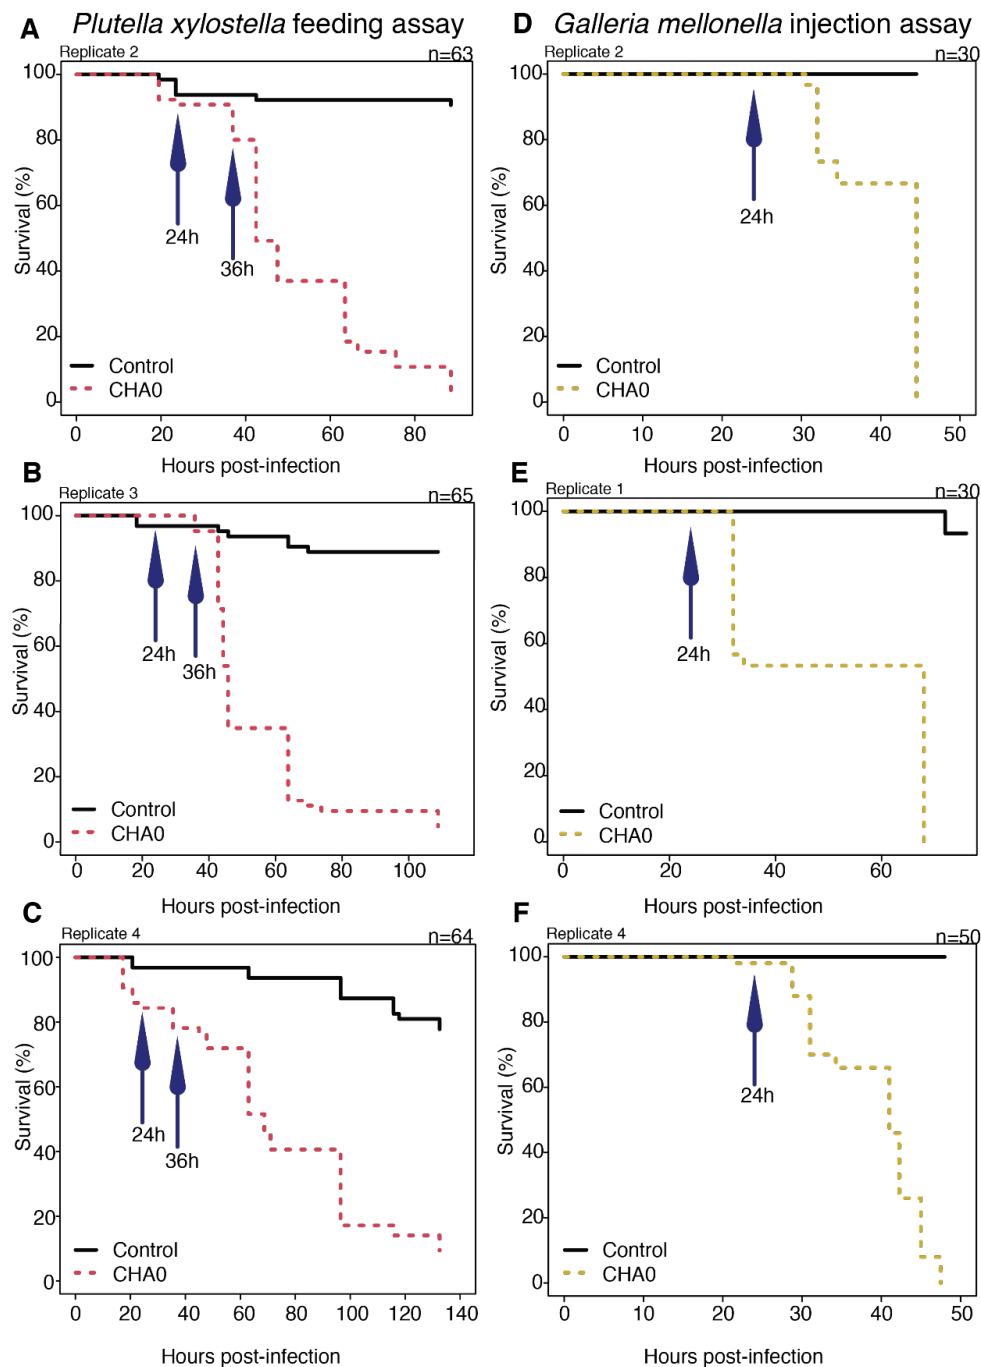 A Plutella xylostella feeding assay
Replicate 2 n=63
100
80
60
40
20
0
Survival (%)
24h
36h
Control
CHA0
0 20 40 60 80
Hours post-infection
B
Replicate 3 n=65
100
80
60
40
20
0
Survival (%)
24h
36h
Control
CHA0
0 20 40 60 80 100
Hours post-infection
C
Replicate 4 n=64
100
80
60
40
20
0
Survival (%)
24h
36h
Control
CHA0
0 20 40 60 80 100 120 140
Hours post-infection
D Galleria mellonella injection assay
Replicate 2 n=30
100
80
60
40
20
0
Survival (%)
24h
Control
CHA0
0 10 20 30 40 50
Hours post-infection
E
Replicate 1 n=30
100
80
60
40
20
0
Survival (%)
24h
Control
CHA0
0 20 40 60
Hours post-infection
F
Replicate 4 n=50
100
80
60
40
20
0
Survival (%)
24h
Control
CHA0
0 10 20 30 40 50
Hours post-infection